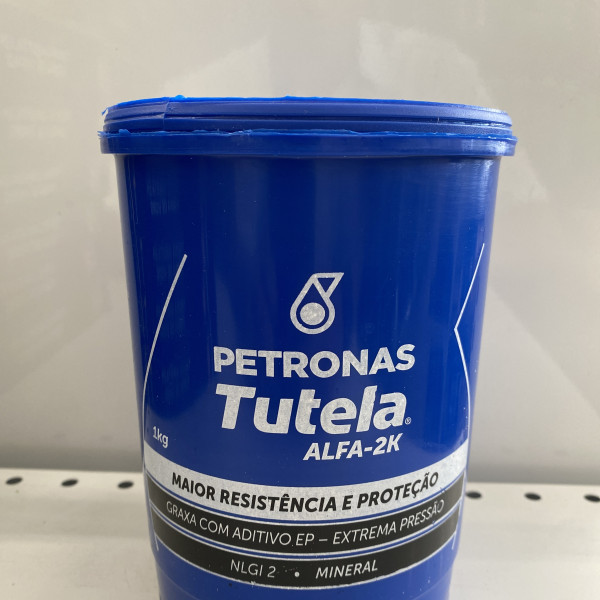 PETRONAS
Tutela®
ALFA-2K
1kg
MAIOR RESISTÊNCIA E PROTEÇÃO
GRAXA COM ADITIVO EP – EXTREMA PRESSÃO
NLGI 2 • MINERAL